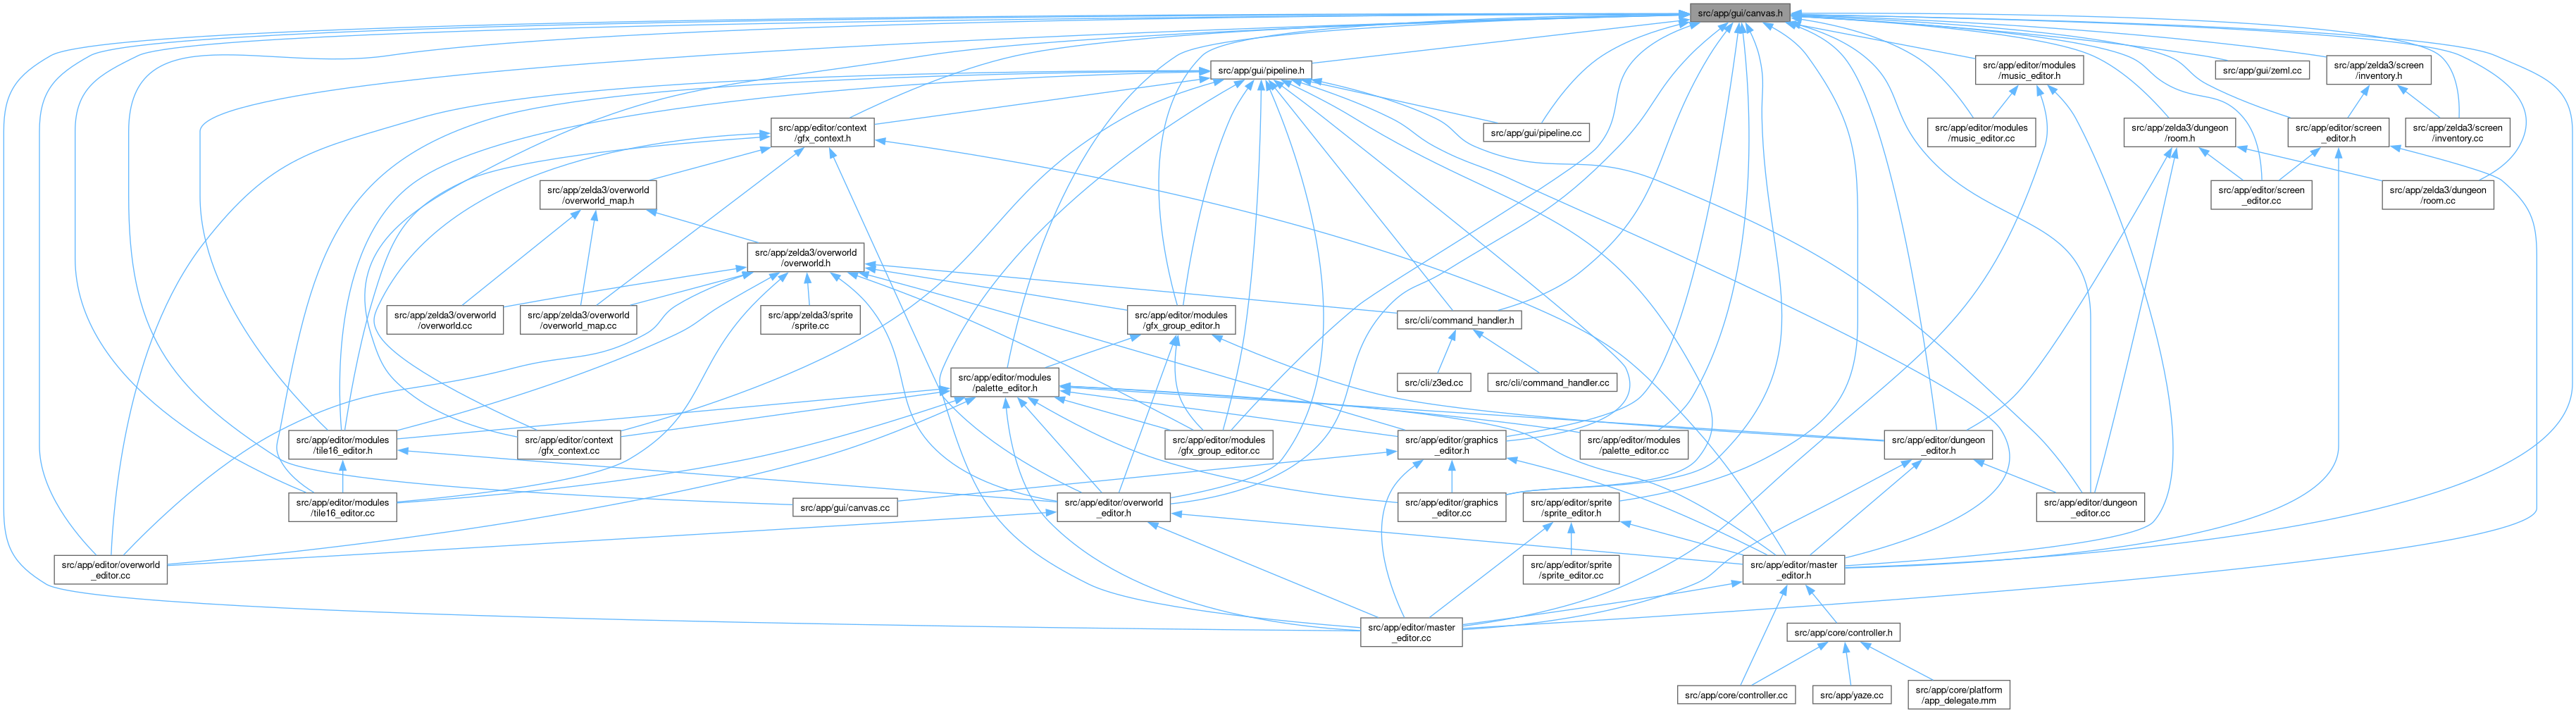 src/app/gui/canvas.h
src/app/gui/pipeline.h
src/app/editor/modules
/music_editor.h
src/app/gui/zeml.cc
src/app/zelda3/screen
/inventory.h
src/app/editor/context
/gfx_context.h
src/app/gui/pipeline.cc
src/app/editor/modules
/music_editor.cc
src/app/zelda3/dungeon
/room.h
src/app/editor/screen
_editor.h
src/app/zelda3/screen
/inventory.cc
src/app/zelda3/overworld
/overworld_map.h
src/app/editor/screen
_editor.cc
src/app/zelda3/dungeon
/room.cc
src/app/zelda3/overworld
/overworld.h
src/app/zelda3/overworld
/overworld.cc
src/app/zelda3/overworld
/overworld_map.cc
src/app/zelda3/sprite
/sprite.cc
src/app/editor/modules
/gfx_group_editor.h
src/cli/command_handler.h
src/app/editor/modules
/palette_editor.h
src/cli/z3ed.cc
src/cli/command_handler.cc
src/app/editor/modules
/tile16_editor.h
src/app/editor/context
/gfx_context.cc
src/app/editor/modules
/gfx_group_editor.cc
src/app/editor/graphics
_editor.h
src/app/editor/modules
/palette_editor.cc
src/app/editor/dungeon
_editor.h
src/app/editor/modules
/tile16_editor.cc
src/app/gui/canvas.cc
src/app/editor/overworld
_editor.h
src/app/editor/graphics
_editor.cc
src/app/editor/sprite
/sprite_editor.h
src/app/editor/dungeon
_editor.cc
src/app/editor/overworld
_editor.cc
src/app/editor/sprite
/sprite_editor.cc
src/app/editor/master
_editor.h
src/app/editor/master
_editor.cc
src/app/core/controller.h
src/app/core/controller.cc
src/app/yaze.cc
src/app/core/platform
/app_delegate.mm